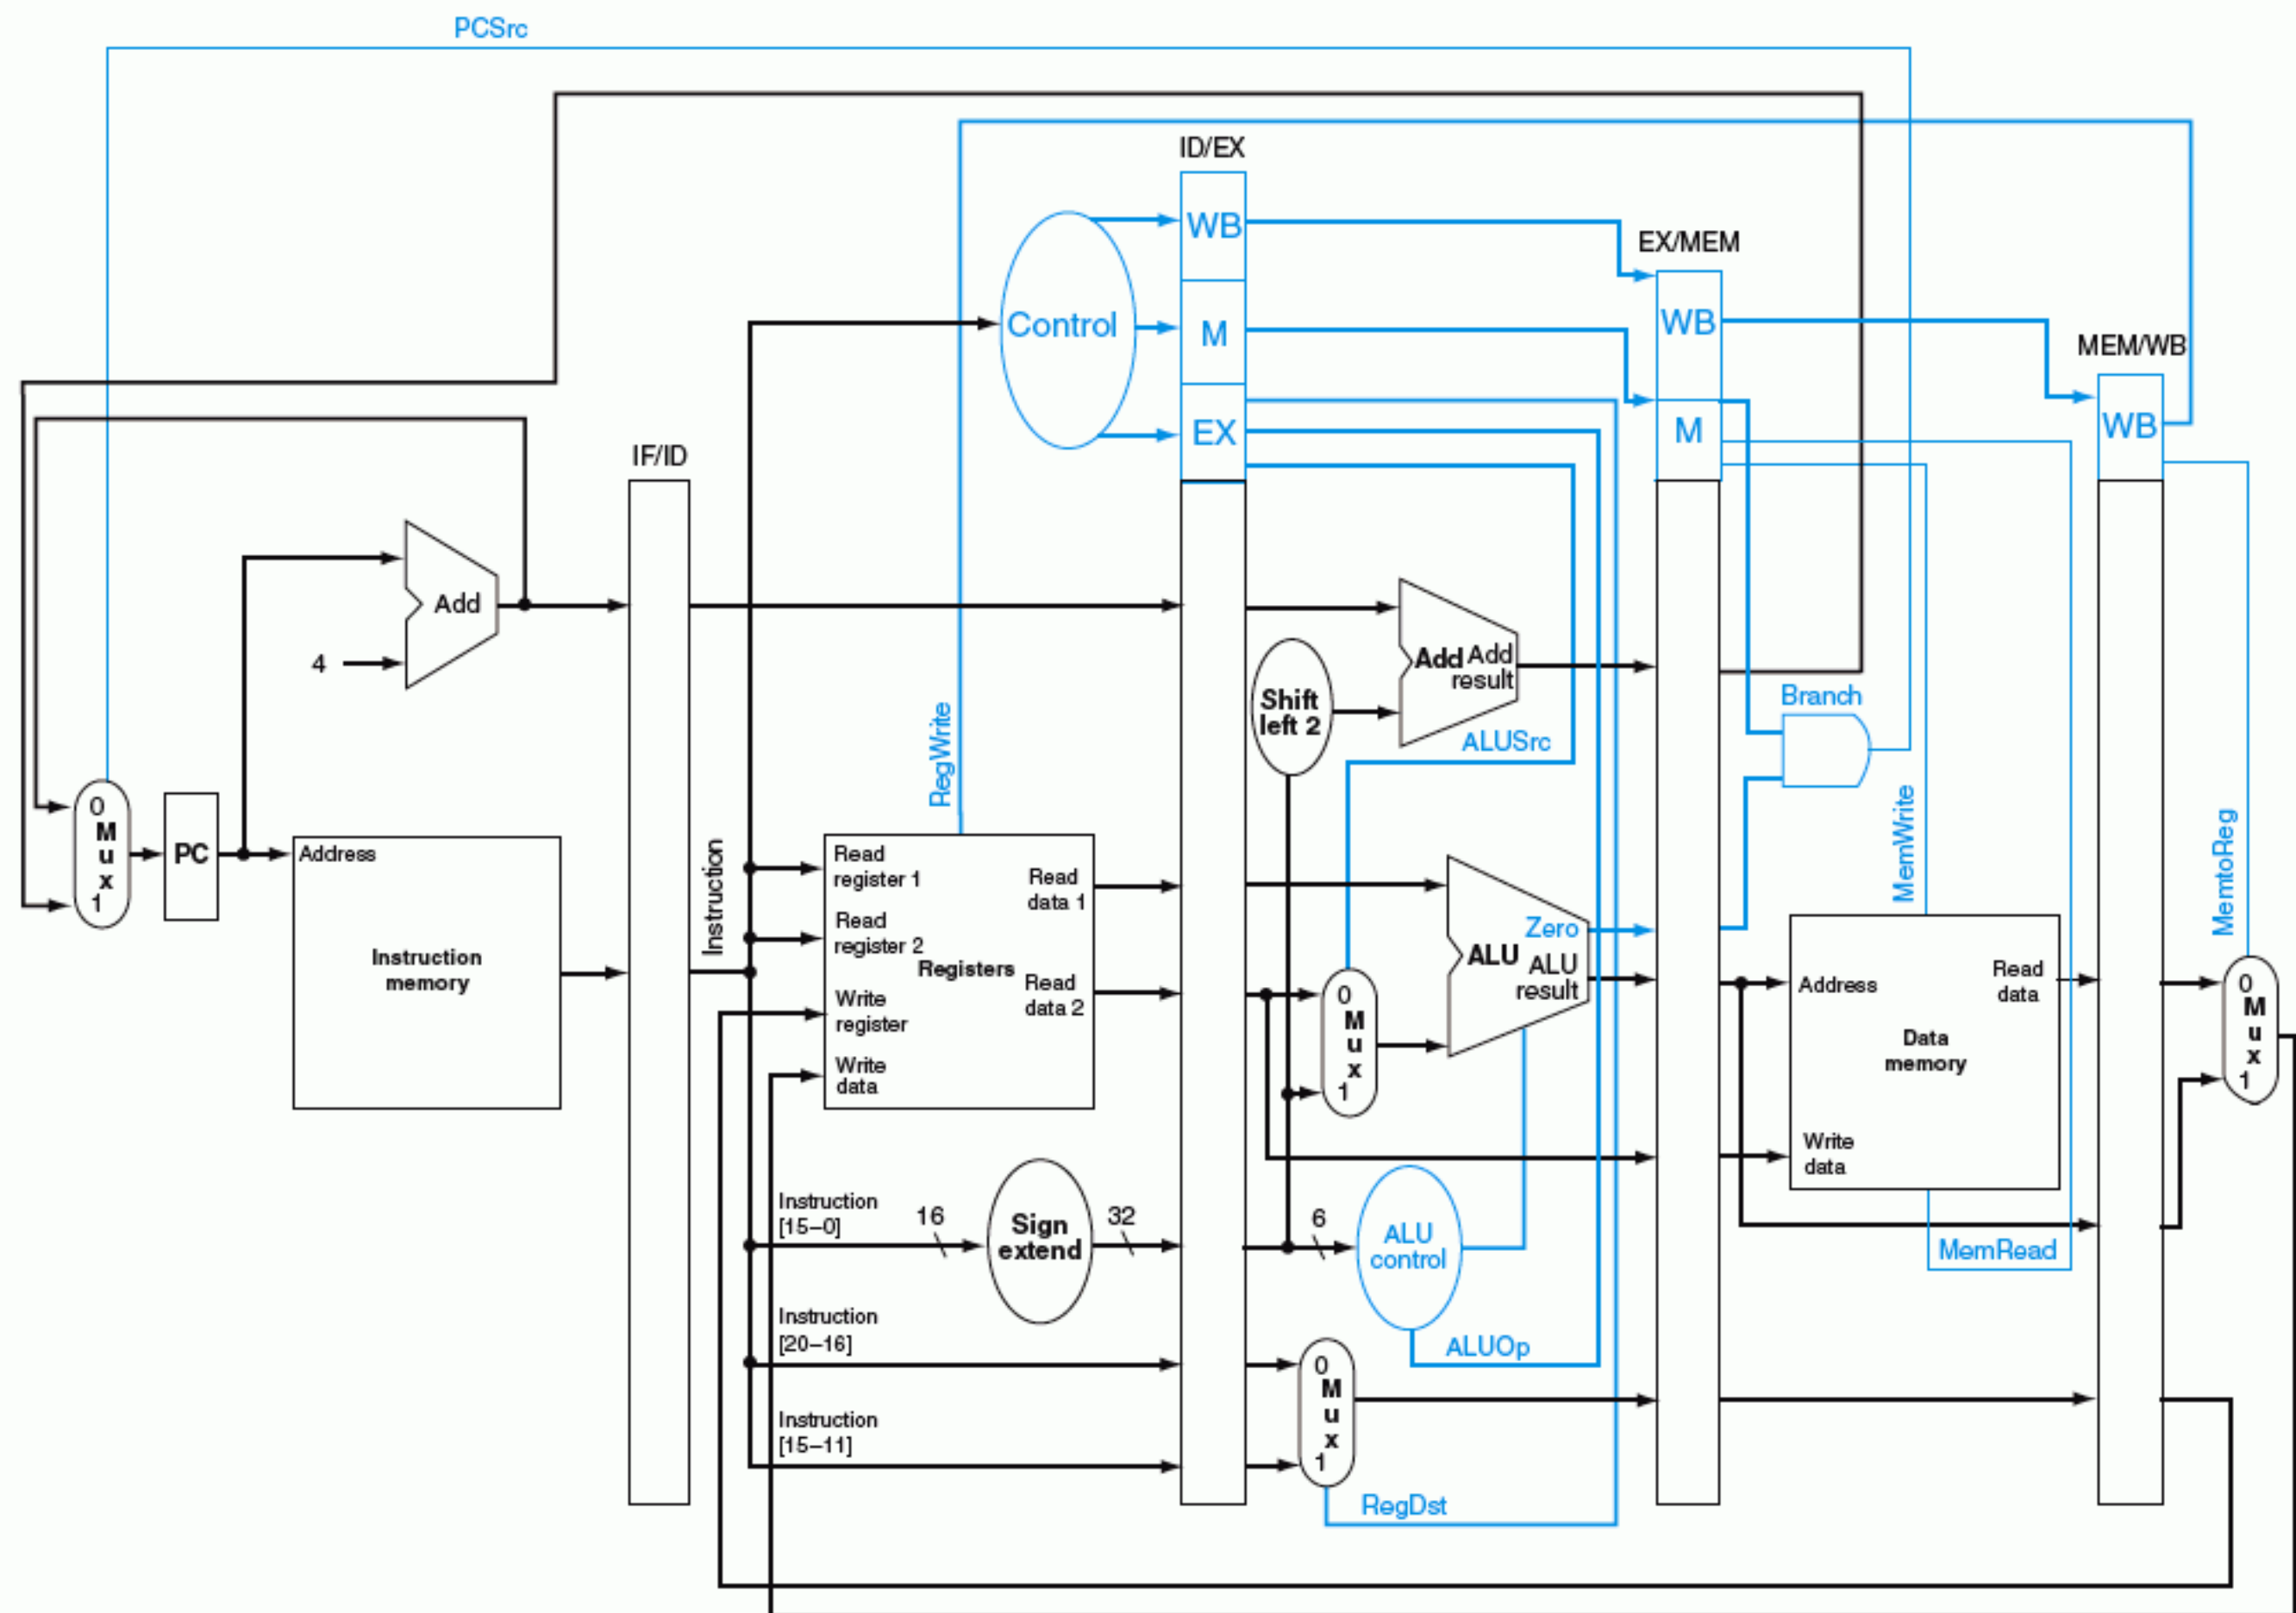 PCSrc
ID/EX
WB
EX/MEM
Control
M
WB
MEM/WB
EX
M
WB
IF/ID
Add
4
Add Add
result
Shift
left 2
Branch
ALUSrc
RegWrite
MemWrite
MemtoReg
0
M
u
x
1
PC
Address
Instruction
memory
Instruction
Read
register 1
Read
register 2
Registers
Write
register
Write
data
Read
data 1
Read
data 2
Zero
ALU
ALU
result
0
M
u
x
1
Address
Read
data
Data
memory
Write
data
0
M
u
x
1
Instruction
[15–0]
16
Sign
extend
32
6
ALU
control
MemRead
Instruction
[20–16]
ALUOp
0
M
u
x
1
Instruction
[15–11]
RegDst